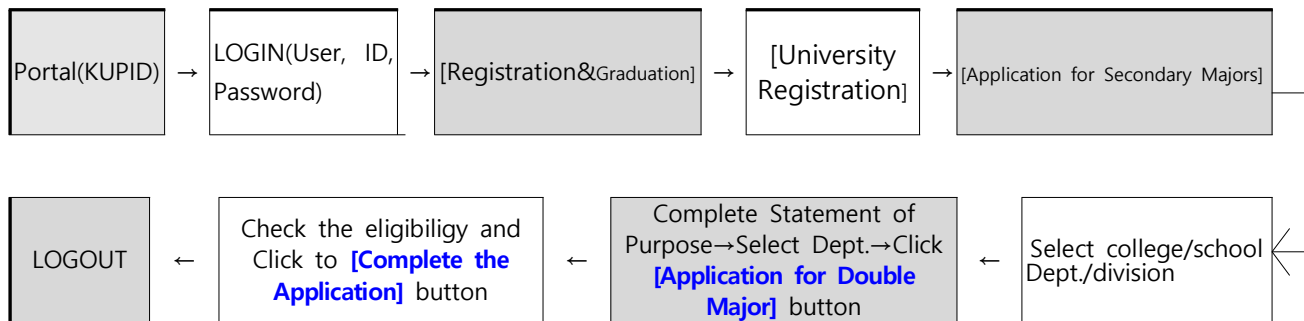 Portal(KUPID)
→
LOGIN(User, ID,
Password)
→
[Registration&Graduation]
→
[University
Registration]
→
[Application for Secondary Majors]
Select college/school
Dept./division
←
Complete Statement of
Purpose→Select Dept.→Click
[Application for Double
Major] button
←
Check the eligibiligy and
Click to [Complete the
Application] button
←
LOGOUT